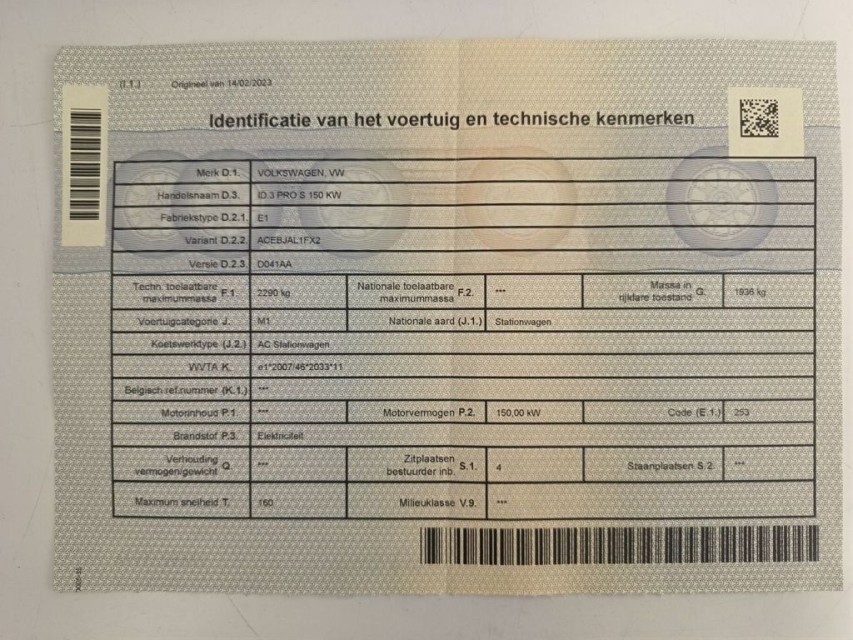 (I.1.) Origineel van 14/02/2023
Identificatie van het voertuig en technische kenmerken
Merk D.1. VOLKSWAGEN, VW
Handelsnaam D.3. ID.3 PRO S 150 KW
Fabriekstype D.2.1. E1
Variant D.2.2. ACEBJAL1FX2
Versie D.2.3. D041AA
Techn. toelaatbare maximummassa F.1. 2290 kg Nationale toelaatbare maximummassa F.2. *** Massa in rijklare toestand G. 1936 kg
Voertuigcategorie J. M1 Nationale aard (J.1.) Stationwagen
Koetswerktype (J.2.) AC Stationwagen
WVTA K. e1*2007/46*2033*11
Belgisch ref.nummer (K.1.) ***
Motorinhoud P.1. *** Motorvermogen P.2. 150,00 kW Code (E.1.) 253
Brandstof P.3. Elektriciteit
Verhouding vermogen/gewicht Q. *** Zitplaatsen bestuurder inb. S.1. 4 Staanplaatsen S.2. ***
Maximum snelheid T. 160 Milieuklasse V.9. ***